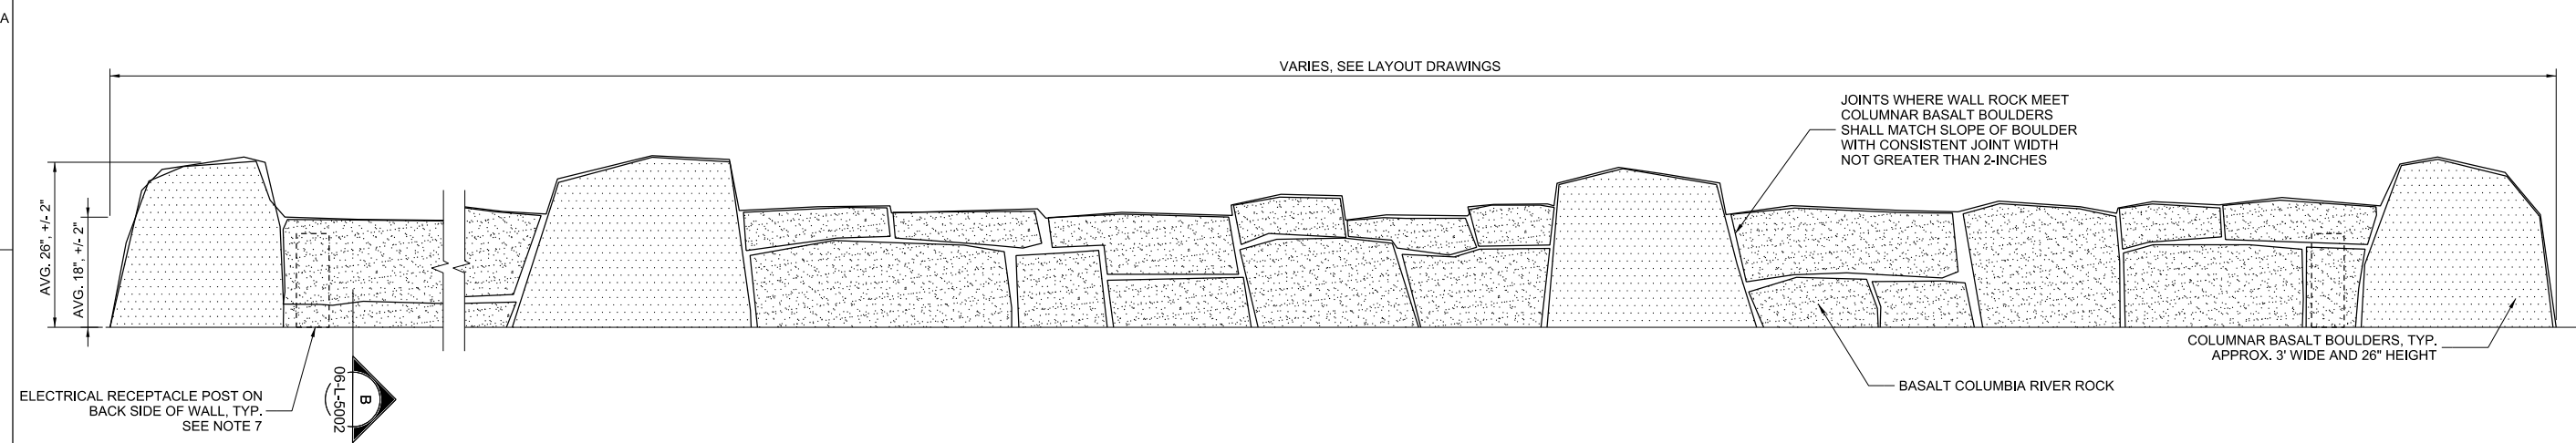 A
VARIES, SEE LAYOUT DRAWINGS
JOINTS WHERE WALL ROCK MEET
COLUMNAR BASALT BOULDERS
SHALL MATCH SLOPE OF BOULDER
WITH CONSISTENT JOINT WIDTH
NOT GREATER THAN 2-INCHES
AVG. 26", +/- 2"
AVG. 18", +/- 2"
ELECTRICAL RECEPTACLE POST ON
BACK SIDE OF WALL, TYP.
SEE NOTE 7
B
06-L-5002
COLUMNAR BASALT BOULDERS, TYP.
APPROX. 3' WIDE AND 26" HEIGHT
BASALT COLUMBIA RIVER ROCK